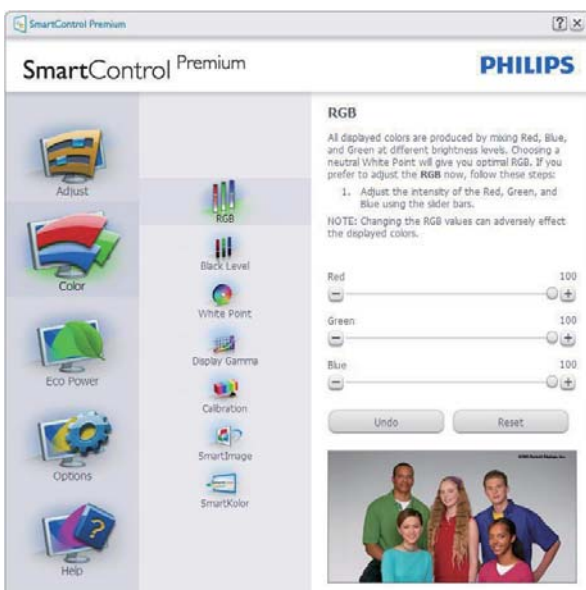 SmartControl Premium
SmartControl Premium
PHILIPS
Adjust
Color
Eco Power
Options
Help
RGB
Black Level
White Point
Display Gamma
Calibration
SmartImage
SmartKolor
RGB
All displayed colors are produced by mixing Red, Blue,
and Green at different brightness levels. Choosing a
neutral White Point will give you optimal RGB. If you
prefer to adjust the RGB now, follow these steps:
1. Adjust the intensity of the Red, Green, and
Blue using the slider bars.
NOTE: Changing the RGB values can adversely effect
the displayed colors.
Red 100
Green 100
Blue 100
Undo Reset